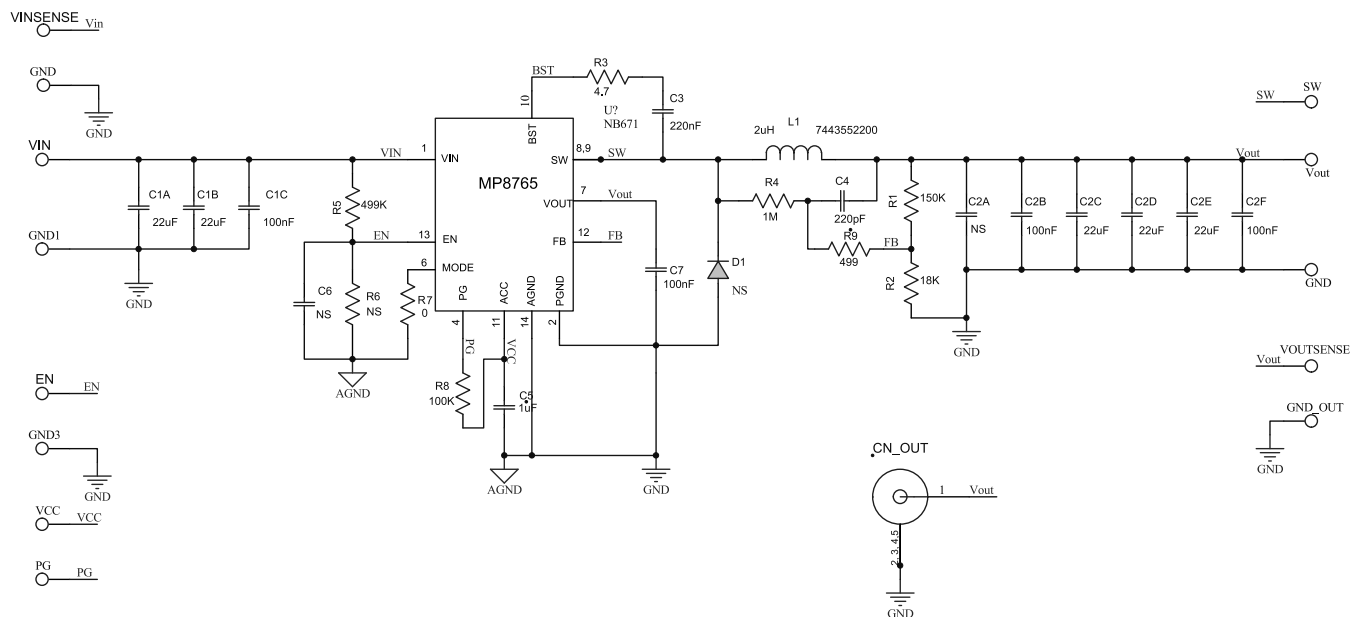 VINSENSE
Vin
GND
GND
VIN
VIN
1
VIN
C1A
22uF
C1B
22uF
C1C
100nF
GND1
GND
R5
499K
EN
13
EN
6
MODE
C6
NS
R6
NS
R7
0
AGND
BST
10
BST
R3
4.7
C3
220nF
U?
NB671
MP8765
SW
8,9
SW
7
VOUT
Vout
FB
12
FB
PG
ACC
AGND
PGND
4
11
14
2
PG
VCC
R8
100K
C5
1uF
AGND
C7
100nF
GND
D1
NS
2uH
L1
7443552200
R4
1M
C4
220pF
R9
499
FB
R1
150K
R2
18K
GND
C2A
NS
C2B
100nF
C2C
22uF
C2D
22uF
C2E
22uF
C2F
100nF
SW
SW
Vout
Vout
GND
VOUTSENSE
Vout
GND_OUT
GND
EN
EN
GND3
GND
VCC
VCC
PG
PG
CN_OUT
1
Vout
2,3,4,5
GND